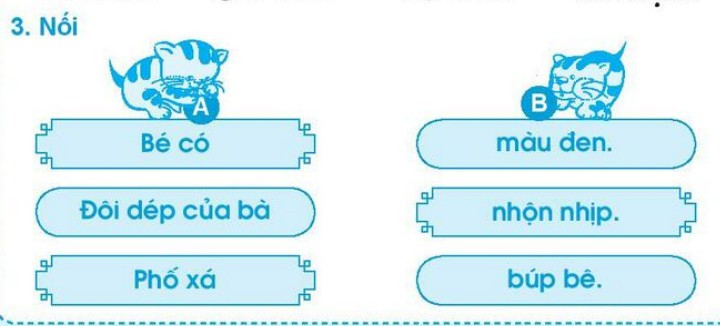 3. Nối
A
B
Bé có
màu đen.
Đôi dép của bà
nhộn nhịp.
Phố xá
búp bê.